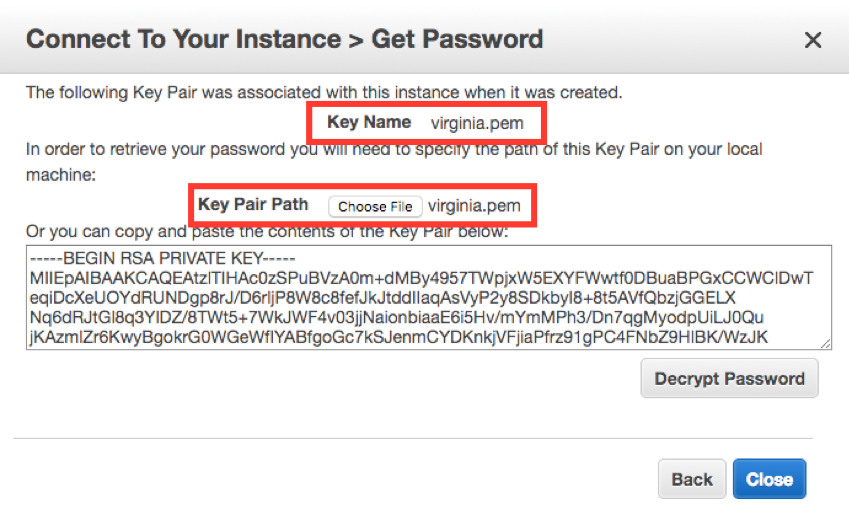 Connect To Your Instance > Get Password
The following Key Pair was associated with this instance when it was created.
Key Name virginia.pem
In order to retrieve your password you will need to specify the path of this Key Pair on your local
machine:
Key Pair Path Choose File virginia.pem
Or you can copy and paste the contents of the Key Pair below:
-----BEGIN RSA PRIVATE KEY-----
MIIEpAIBAAKCAQEAtzlTIHAc0zSPuBVzA0m+dMBy4957TWpjxW5EXYFWwtf0DBuaBPGxCCWClDwT
eqiDcXeUOYdRUNDgp8rJ/D6rljP8W8c8fefJkJtddIlaqAsVyP2y8SDkbyI8+8t5AVfQbzjGGELX
Nq6dRJtGl8q3YIDZ/8TWt5+7WkJWF4v03jjNaionbiaaE6i5Hv/mYmMPh3/Dn7qgMyodpUiLJ0Qu
jKAzmlZr6KwyBgokrG0WGeWflYABfgoGc7kSJenmCYDKnkjVFjiaPfrz91gPC4FNbZ9HlBK/WzJK
Decrypt Password
Back Close